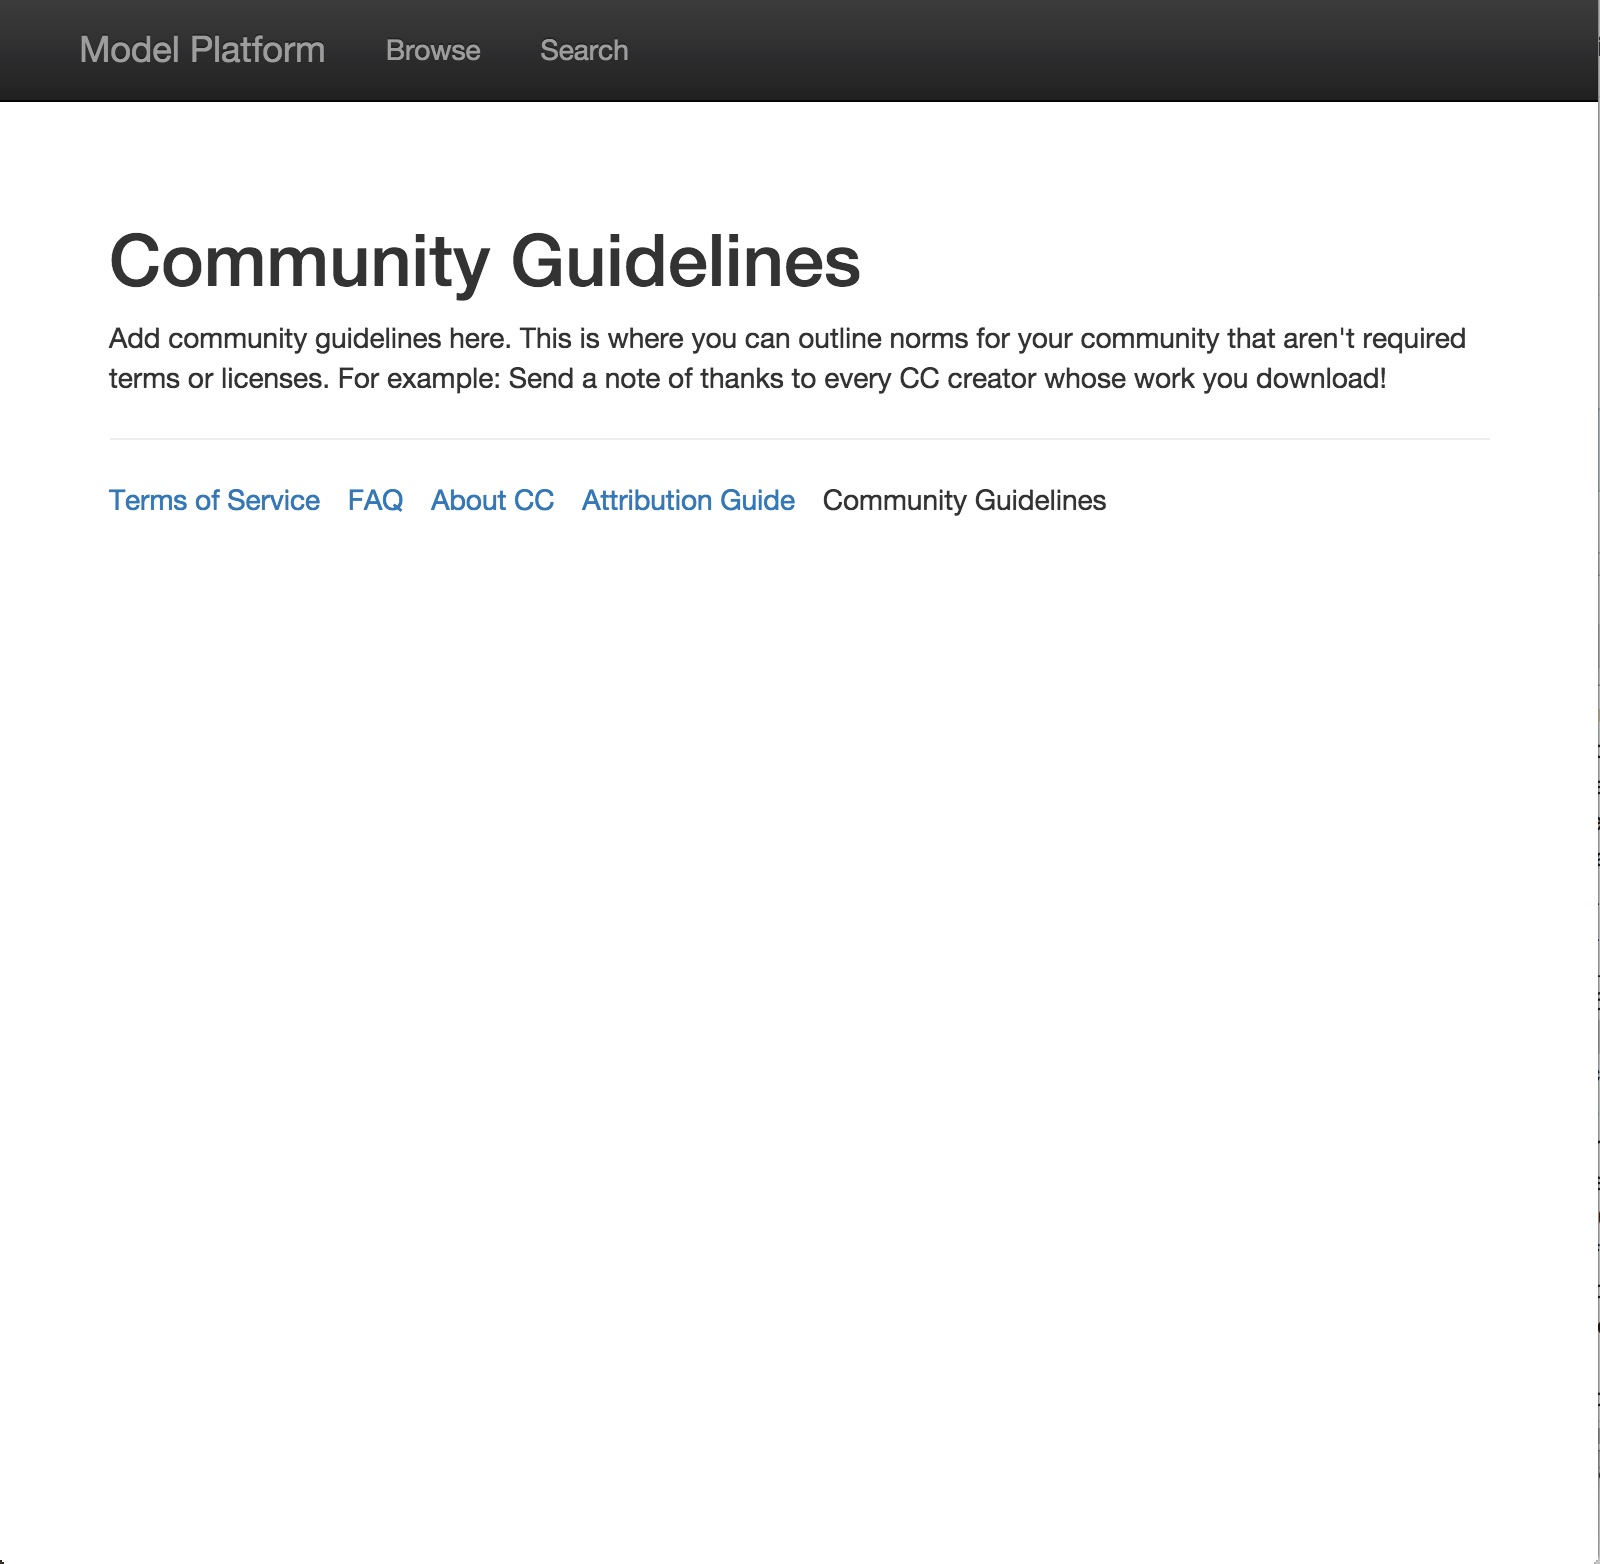 Model Platform Browse Search
Community Guidelines
Add community guidelines here. This is where you can outline norms for your community that aren't required
terms or licenses. For example: Send a note of thanks to every CC creator whose work you download!
Terms of Service FAQ About CC Attribution Guide Community Guidelines